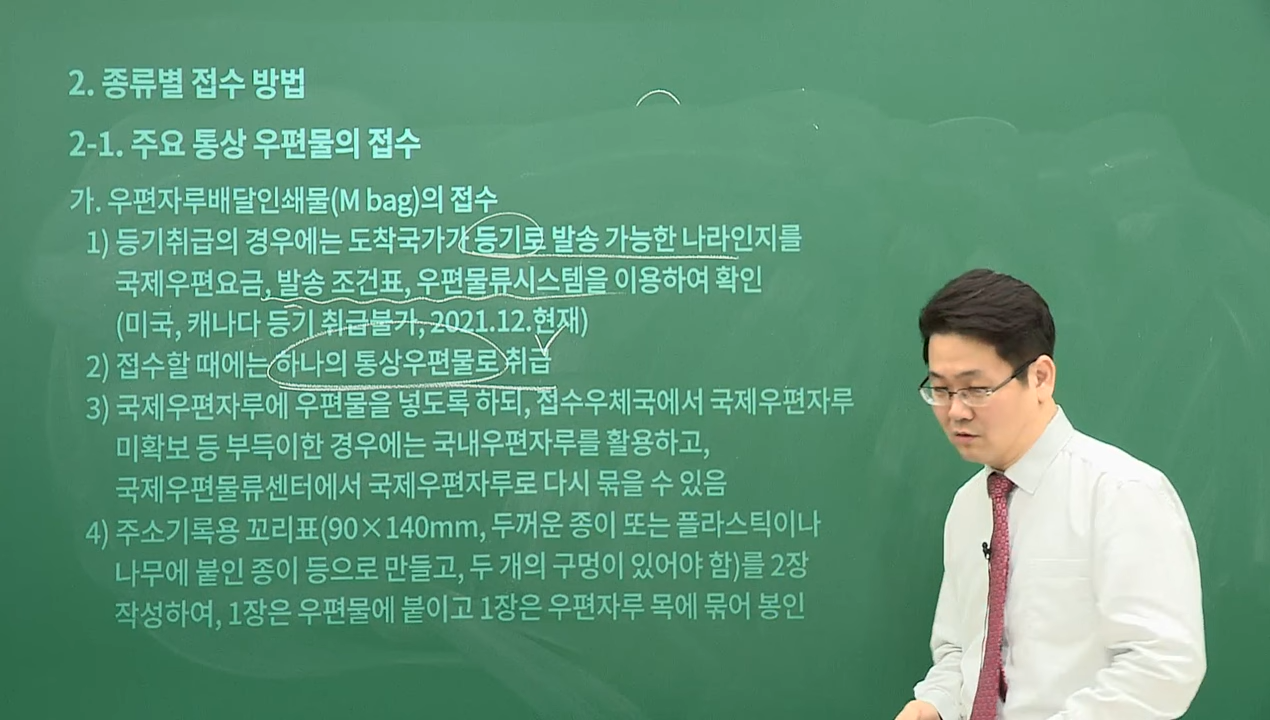 2. 종류별 접수 방법
2-1. 주요 통상 우편물의 접수
가. 우편자루배달인쇄물(M bag)의 접수
1) 등기취급의 경우에는 도착국가가 등기로 발송 가능한 나라인지를
국제우편요금, 발송 조건표, 우편물류시스템을 이용하여 확인
(미국, 캐나다 등기 취급불가, 2021.12.현재)
2) 접수할 때에는 하나의 통상우편물로 취급
3) 국제우편자루에 우편물을 넣도록 하되, 접수우체국에서 국제우편자루
미확보 등 부득이한 경우에는 국내우편자루를 활용하고,
국제우편물류센터에서 국제우편자루로 다시 묶을 수 있음
4) 주소기록용 꼬리표(90×140mm, 두꺼운 종이 또는 플라스틱이나
나무에 붙인 종이 등으로 만들고, 두 개의 구멍이 있어야 함)를 2장
작성하여, 1장은 우편물에 붙이고 1장은 우편자루 목에 묶어 봉인